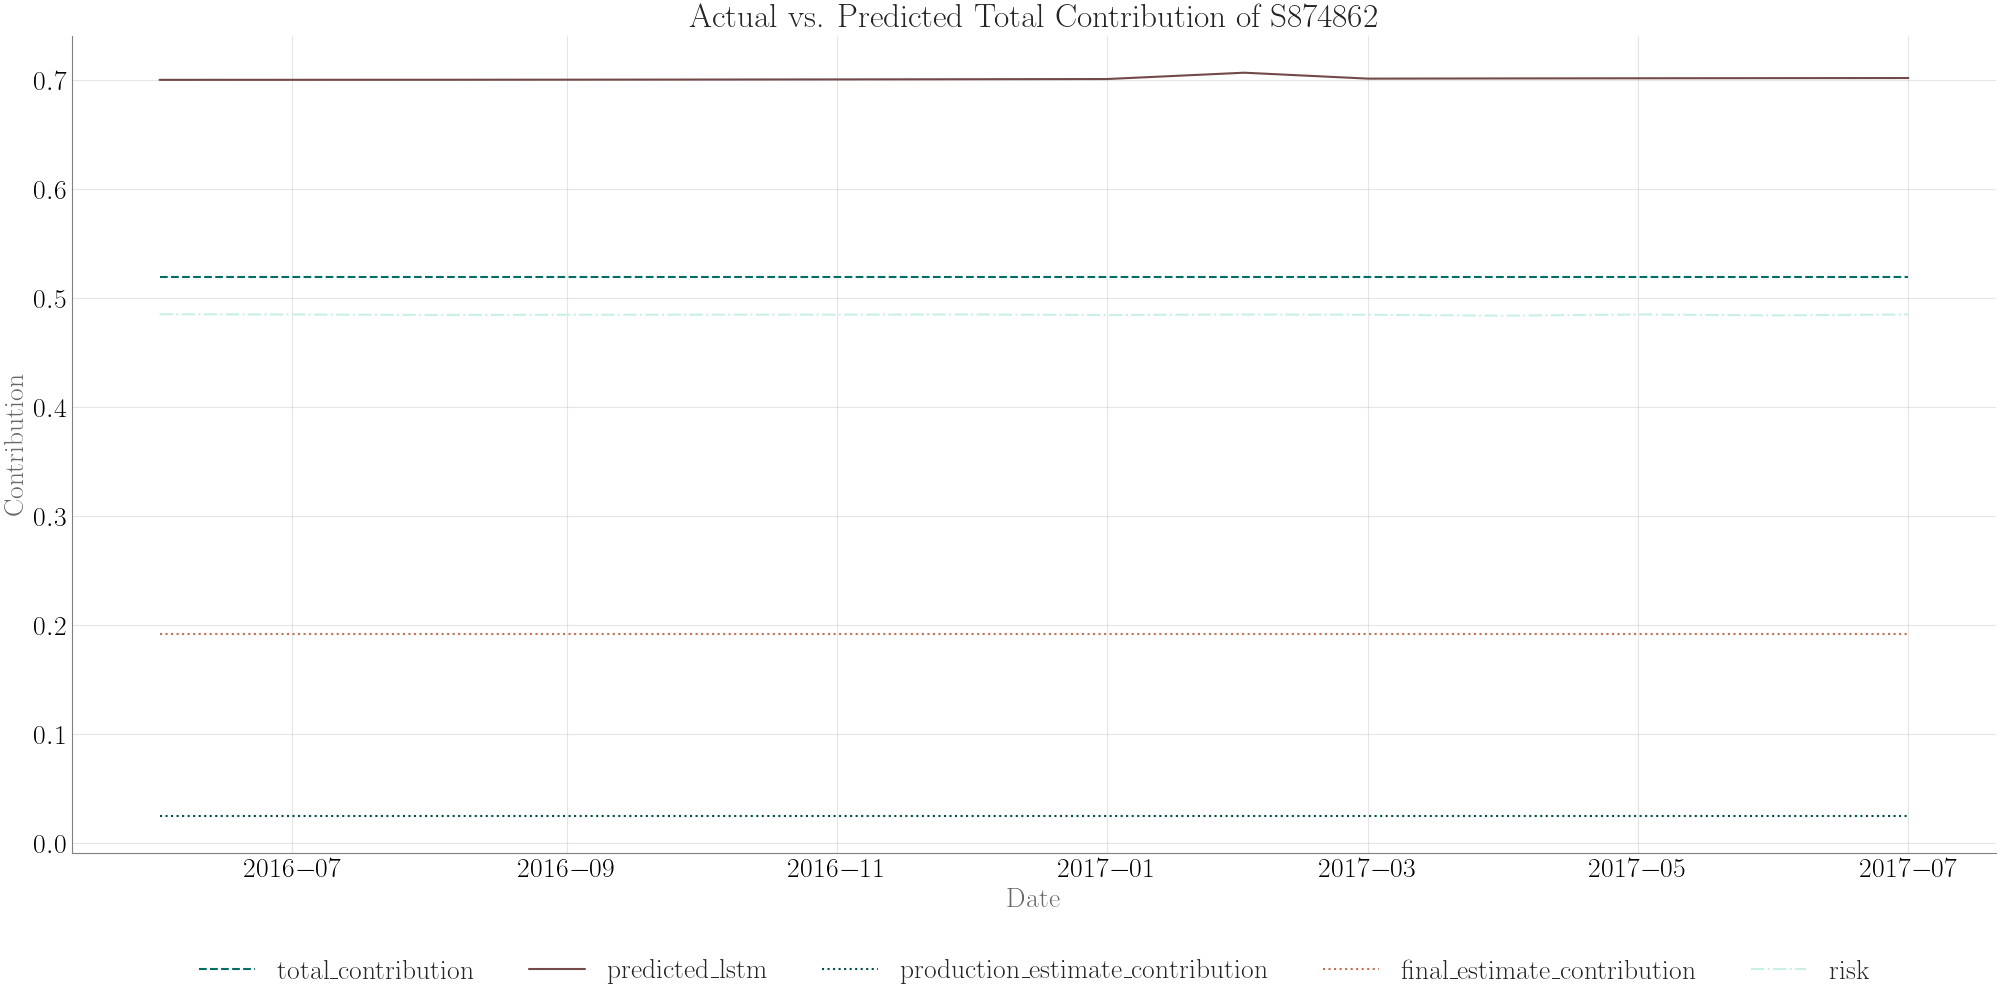 Actual vs. Predicted Total Contribution of S874862
0.7
0.6
0.5
0.4
0.3
0.2
0.1
0.0
Contribution
2016–07 2016–09 2016–11 2017–01 2017–03 2017–05 2017–07
Date
total_contribution predicted_lstm production_estimate_contribution final_estimate_contribution risk